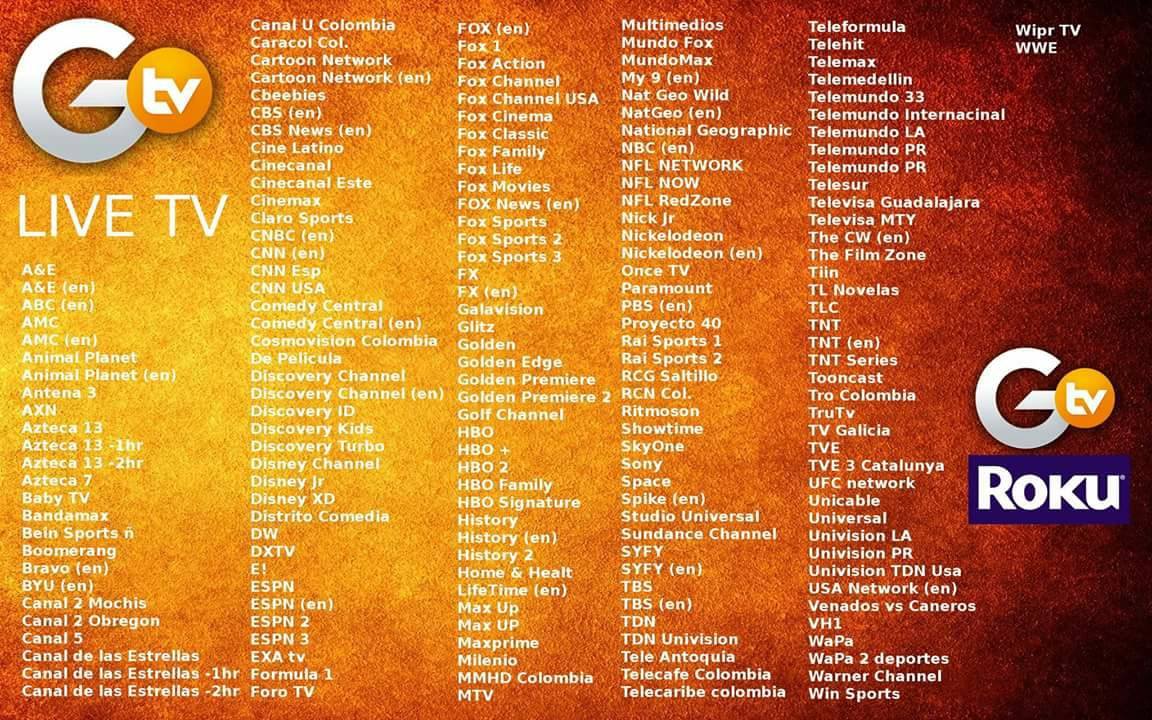 Gtv
LIVE TV
A&E
A&E (en)
ABC (en)
AMC
AMC (en)
Animal Planet
Animal Planet (en)
Antena 3
AXN
Azteca 13
Azteca 13 -1hr
Azteca 13 -2hr
Azteca 7
Baby TV
Bandamax
Bein Sports ñ
Boomerang
Bravo (en)
BYU (en)
Canal 2 Mochis
Canal 2 Obregon
Canal 5
Canal de las Estrellas
Canal de las Estrellas -1hr
Canal de las Estrellas -2hr
Canal U Colombia
Caracol Col.
Cartoon Network
Cartoon Network (en)
Cbeebies
CBS (en)
CBS News (en)
Cine Latino
Cinecanal
Cinecanal Este
Cinemax
Claro Sports
CNBC (en)
CNN (en)
CNN Esp
CNN USA
Comedy Central
Comedy Central (en)
Cosmovision Colombia
De Pelicula
Discovery Channel
Discovery Channel (en)
Discovery ID
Discovery Kids
Discovery Turbo
Disney Channel
Disney Jr
Disney XD
Distrito Comedia
DW
DXTV
E!
ESPN
ESPN (en)
ESPN 2
ESPN 3
EXA tv
Formula 1
Foro TV
FOX (en)
Fox 1
Fox Action
Fox Channel
Fox Channel USA
Fox Cinema
Fox Classic
Fox Family
Fox Life
Fox Movies
FOX News (en)
Fox Sports
Fox Sports 2
Fox Sports 3
FX
FX (en)
Galavision
Glitz
Golden
Golden Edge
Golden Premiere
Golden Premiere 2
Golf Channel
HBO
HBO +
HBO 2
HBO Family
HBO Signature
History
History (en)
History 2
Home & Healt
LifeTime (en)
Max Up
Max UP
Maxprime
Milenio
MMHD Colombia
MTV
Multimedios
Mundo Fox
MundoMax
My 9 (en)
Nat Geo Wild
NatGeo (en)
National Geographic
NBC (en)
NFL NETWORK
NFL NOW
NFL RedZone
Nick Jr
Nickelodeon
Nickelodeon (en)
Once TV
Paramount
PBS (en)
Proyecto 40
Rai Sports 1
Rai Sports 2
RCG Saltillo
RCN Col.
Ritmoson
Showtime
SkyOne
Sony
Space
Spike (en)
Studio Universal
Sundance Channel
SYFY
SYFY (en)
TBS
TBS (en)
TDN
TDN Univision
Tele Antoquia
Telecafe Colombia
Telecaribe colombia
Teleformula
Telehit
Telemax
Telemedellin
Telemundo 33
Telemundo Internacinal
Telemundo LA
Telemundo PR
Telemundo PR
Telesur
Televisa Guadalajara
Televisa MTY
The CW (en)
The Film Zone
Tiin
TL Novelas
TLC
TNT
TNT (en)
TNT Series
Tooncast
Tro Colombia
TruTv
TV Galicia
TVE
TVE 3 Catalunya
UFC network
Unicable
Universal
Univision LA
Univision PR
Univision TDN Usa
USA Network (en)
Venados vs Caneros
VH1
WaPa
WaPa 2 deportes
Warner Channel
Win Sports
Wipr TV
WWE
Gtv
ROKU